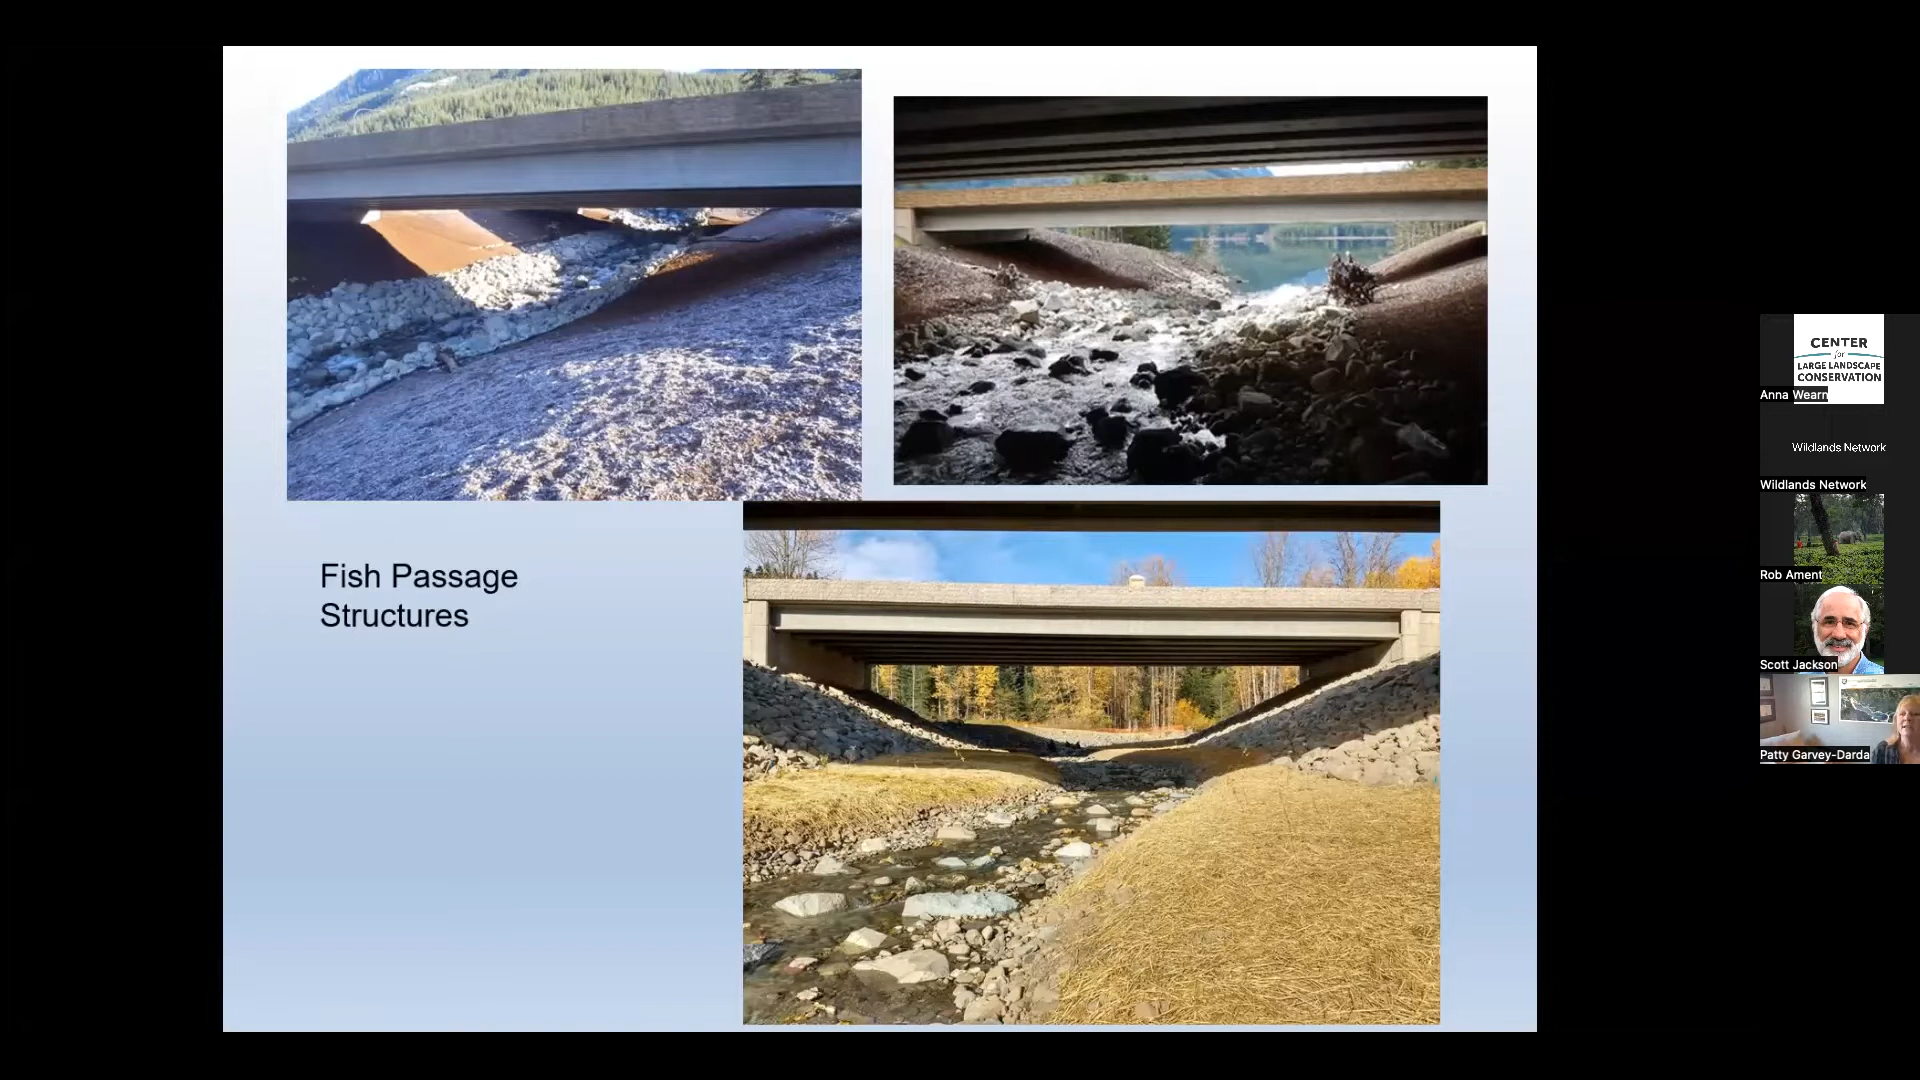 Fish Passage
Structures
CENTER
for
LARGE LANDSCAPE
CONSERVATION
Anna Wearn
Wildlands Network
Wildlands Network
Rob Ament
Scott Jackson
Patty Garvey-Darda